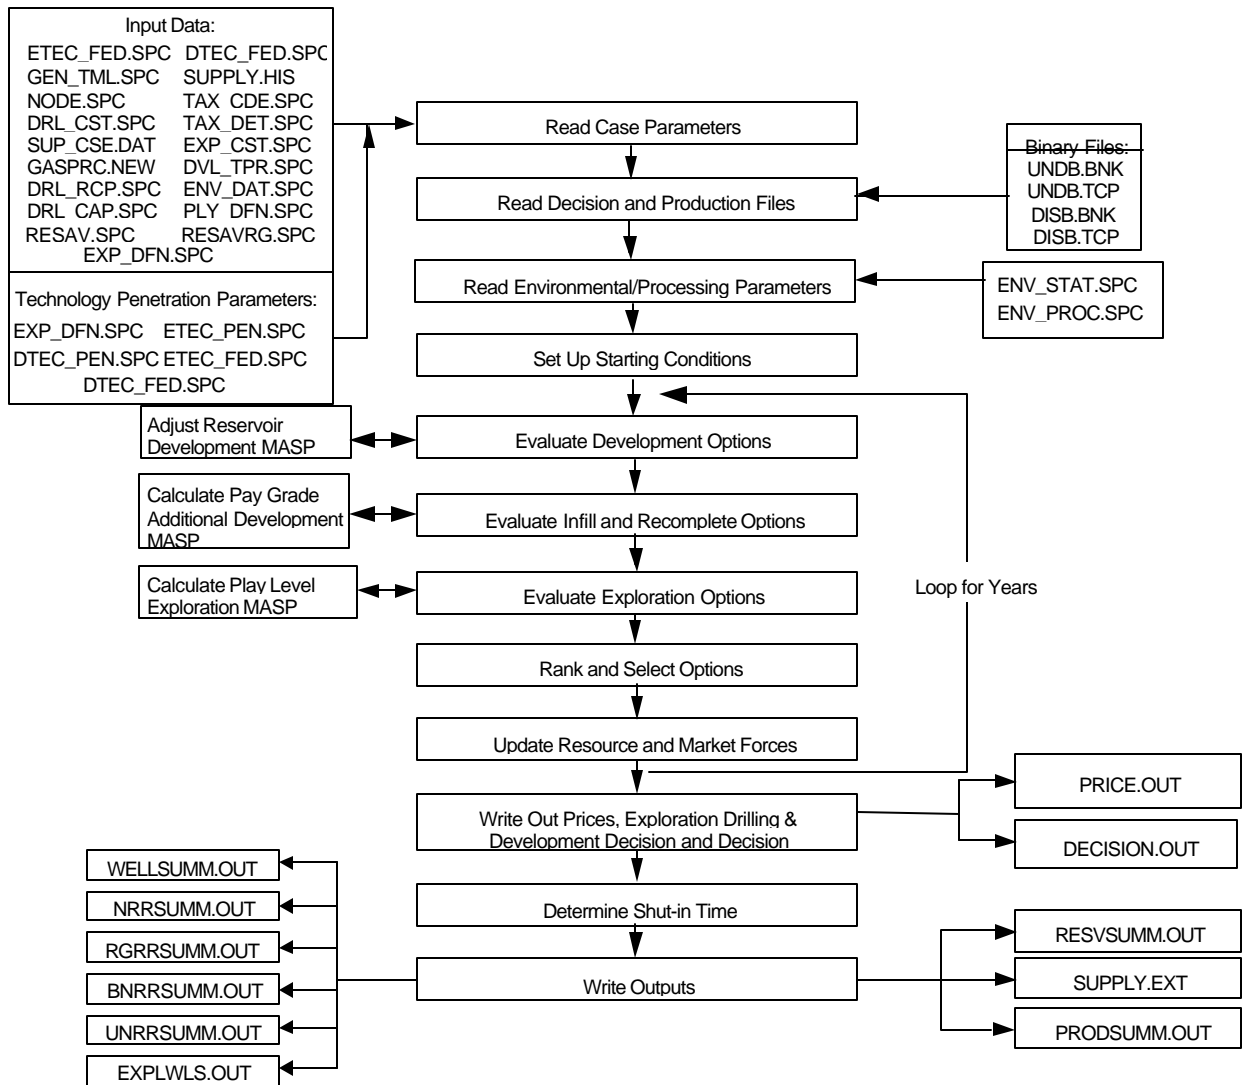 Input Data:
ETEC_FED.SPC DTEC_FED.SPC
GEN_TML.SPC SUPPLY.HIS
NODE.SPC TAX_CDE.SPC
DRL_CST.SPC TAX_DET.SPC
SUP_CSE.DAT EXP_CST.SPC
GASPRC.NEW DVL_TPR.SPC
DRL_RCP.SPC ENV_DAT.SPC
DRL_CAP.SPC PLY_DFN.SPC
RESAV.SPC RESAVRG.SPC
EXP_DFN.SPC
Technology Penetration Parameters:
EXP_DFN.SPC ETEC_PEN.SPC
DTEC_PEN.SPC ETEC_FED.SPC
DTEC_FED.SPC
Read Case Parameters
Binary Files:
UNDB.BNK
UNDB.TCP
DISB.BNK
DISB.TCP
Read Decision and Production Files
Read Environmental/Processing Parameters
ENV_STAT.SPC
ENV_PROC.SPC
Set Up Starting Conditions
Adjust Reservoir
Development MASP
Evaluate Development Options
Calculate Pay Grade
Additional Development
MASP
Evaluate Infill and Recomplete Options
Calculate Play Level
Exploration MASP
Evaluate Exploration Options
Loop for Years
Rank and Select Options
Update Resource and Market Forces
Write Out Prices, Exploration Drilling &
Development Decision and Decision
PRICE.OUT
DECISION.OUT
Determine Shut-in Time
Write Outputs
WELLSUMM.OUT
NRRSUMM.OUT
RGRRSUMM.OUT
BNRRSUMM.OUT
UNRRSUMM.OUT
EXPLWLS.OUT
RESVSUMM.OUT
SUPPLY.EXT
PRODSUMM.OUT